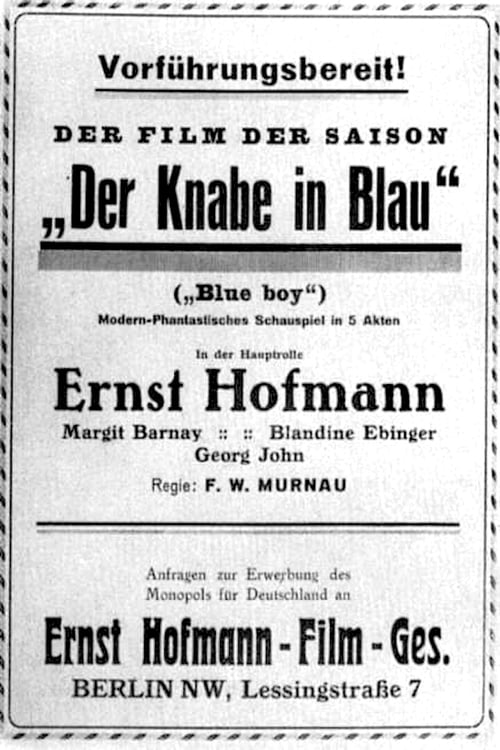 Vorführungsbereit!
DER FILM DER SAISON
„Der Knabe in Blau“
(„Blue boy“)
Modern-Phantastisches Schauspiel in 5 Akten
In der Hauptrolle
Ernst Hofmann
Margit Barnay :: :: Blandine Ebinger
Georg John
Regie: F. W. MURNAU
Anfragen zur Erwerbung des
Monopols für Deutschland an
Ernst Hofmann-Film-Ges.
BERLIN NW, Lessingstraße 7